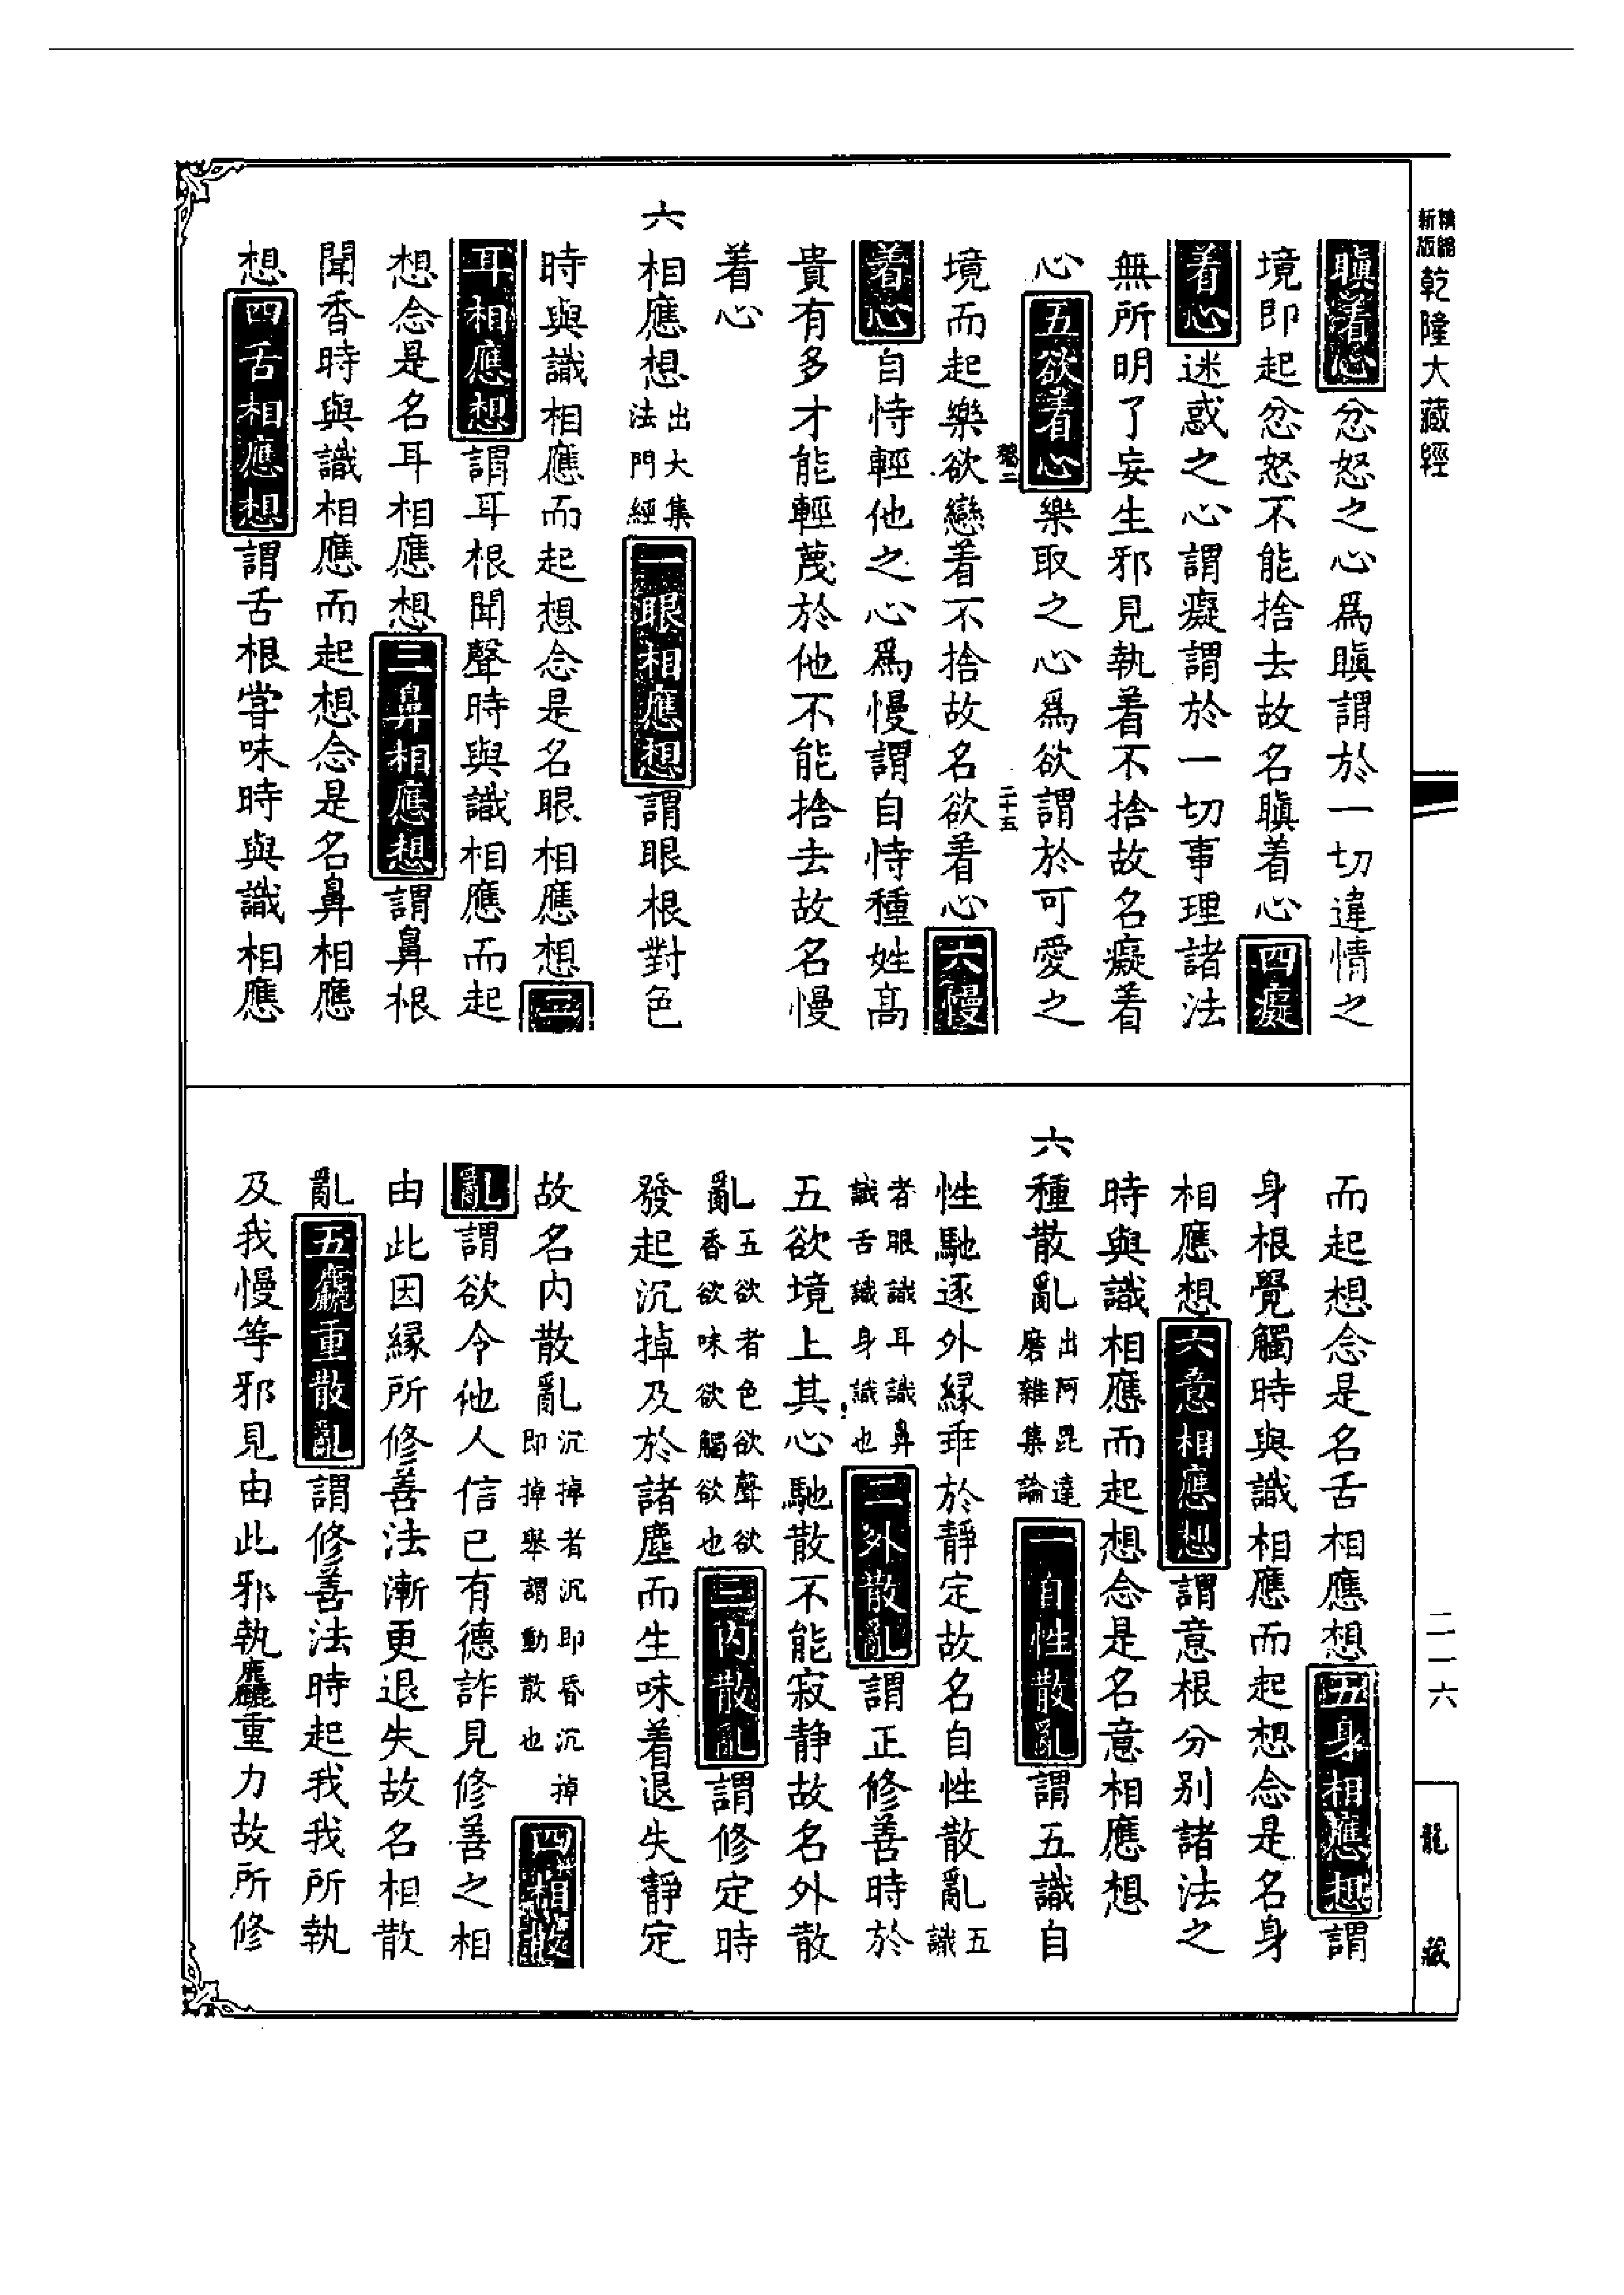 精縮
新版
乾隆大藏經
瞋着心忿怒之心爲瞋謂於一切違情之
境即起忿怒不能捨去故名瞋着心四癡
着心迷惑之心謂癡謂於一切事理諸法
無所明了妄生邪見執着不捨故名癡着
心五欲着心樂取之心爲欲謂於可愛之
二十五
境而起樂欲戀着不捨故名欲着心六慢
着心自恃輕他之心爲慢謂自恃種姓高
貴有多才能輕蔑於他不能捨去故名慢
着心
六相應想出大集法門經一眼相應想謂眼根對色
時與識相應而起想念是名眼相應想二
耳相應想謂耳根聞聲時與識相應而起
想念是名耳相應想三鼻相應想謂鼻根
聞香時與識相應而起想念是名鼻相應
想四舌相應想謂舌根嘗味時與識相應
而起想念是名舌相應想五身相應想謂
身根覺觸時與識相應而起想念是名身
相應想六意相應想謂意根分別諸法之
時與識相應而起想念是名意相應想
六種散亂出阿毘達磨雜集論一自性散亂謂五識自
性馳逐外緣乖於靜定故名自性散亂五識
者眼識耳識鼻識舌識身識也二外散亂謂正修善時於
五欲境上其心馳散不能寂靜故名外散
亂五欲者色欲聲欲香欲味欲觸欲也三內散亂謂修定時
發起沉掉及於諸塵而生味着退失靜定
故名內散亂沉掉者沉即昏沉掉即掉舉謂動散也四相散
亂謂欲令他人信已有德詐見修善之相
由此因緣所修善法漸更退失故名相散
亂五麤重散亂謂修善法時起我我所執
及我慢等邪見由此邪執麤重力故所修
二一六
龍藏